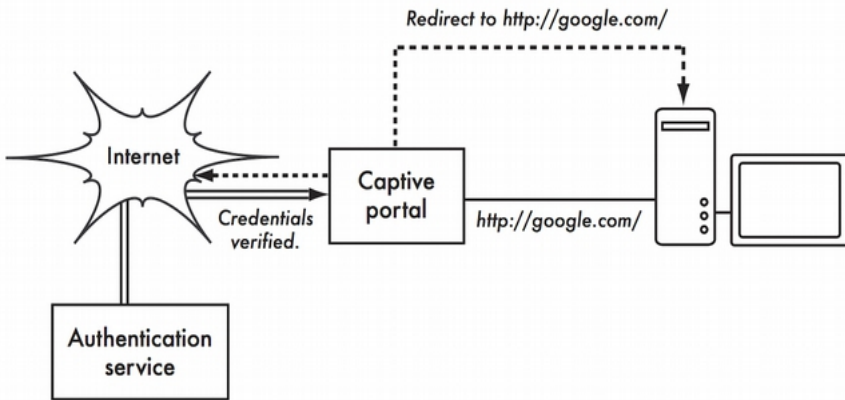 Redirect to http://google.com/
Internet
Captive
portal
http://google.com/
Credentials
verified.
Authentication
service